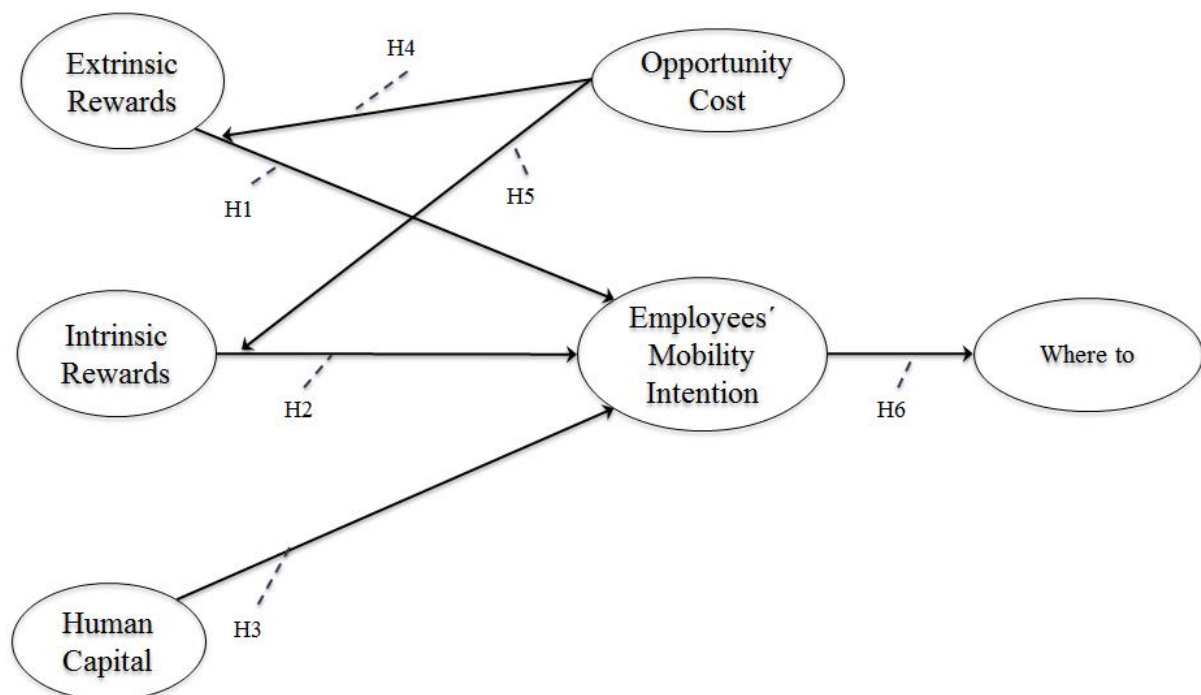 Extrinsic
Rewards
H4
Opportunity
Cost
H1
H5
Intrinsic
Rewards
H2
Employees´
Mobility
Intention
H6
Where to
Human
Capital
H3